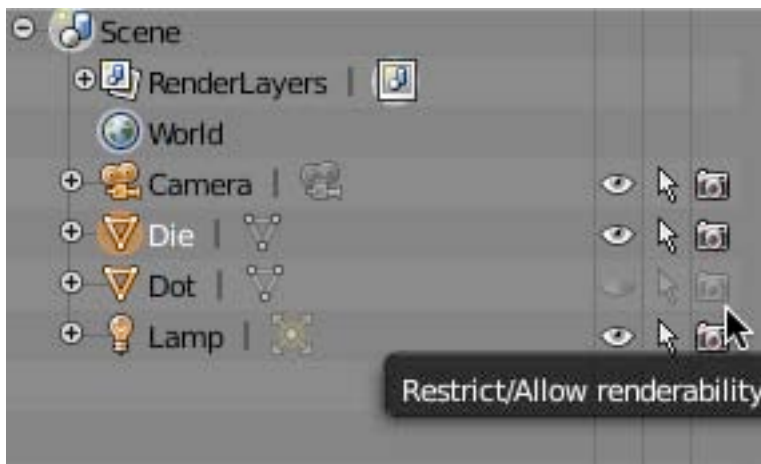 Scene
RenderLayers
World
Camera
Die
Dot
Lamp
Restrict/Allow renderability